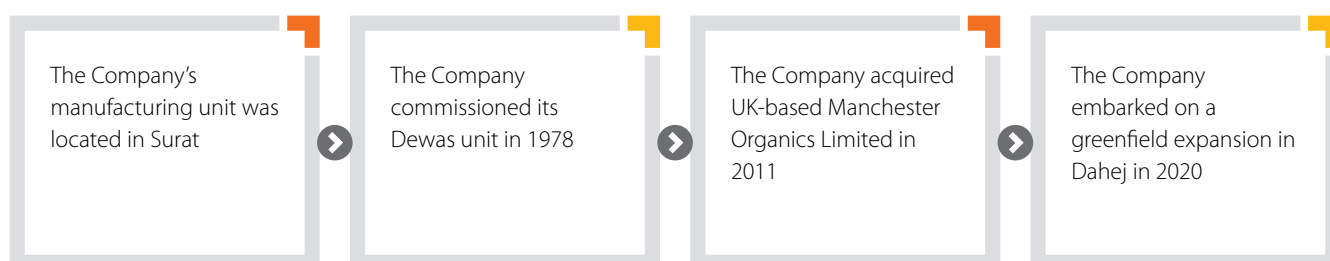 The Company’s
manufacturing unit was
located in Surat
The Company
commissioned its
Dewas unit in 1978
The Company acquired
UK-based Manchester
Organics Limited in
2011
The Company
embarked on a
greenfield expansion in
Dahej in 2020